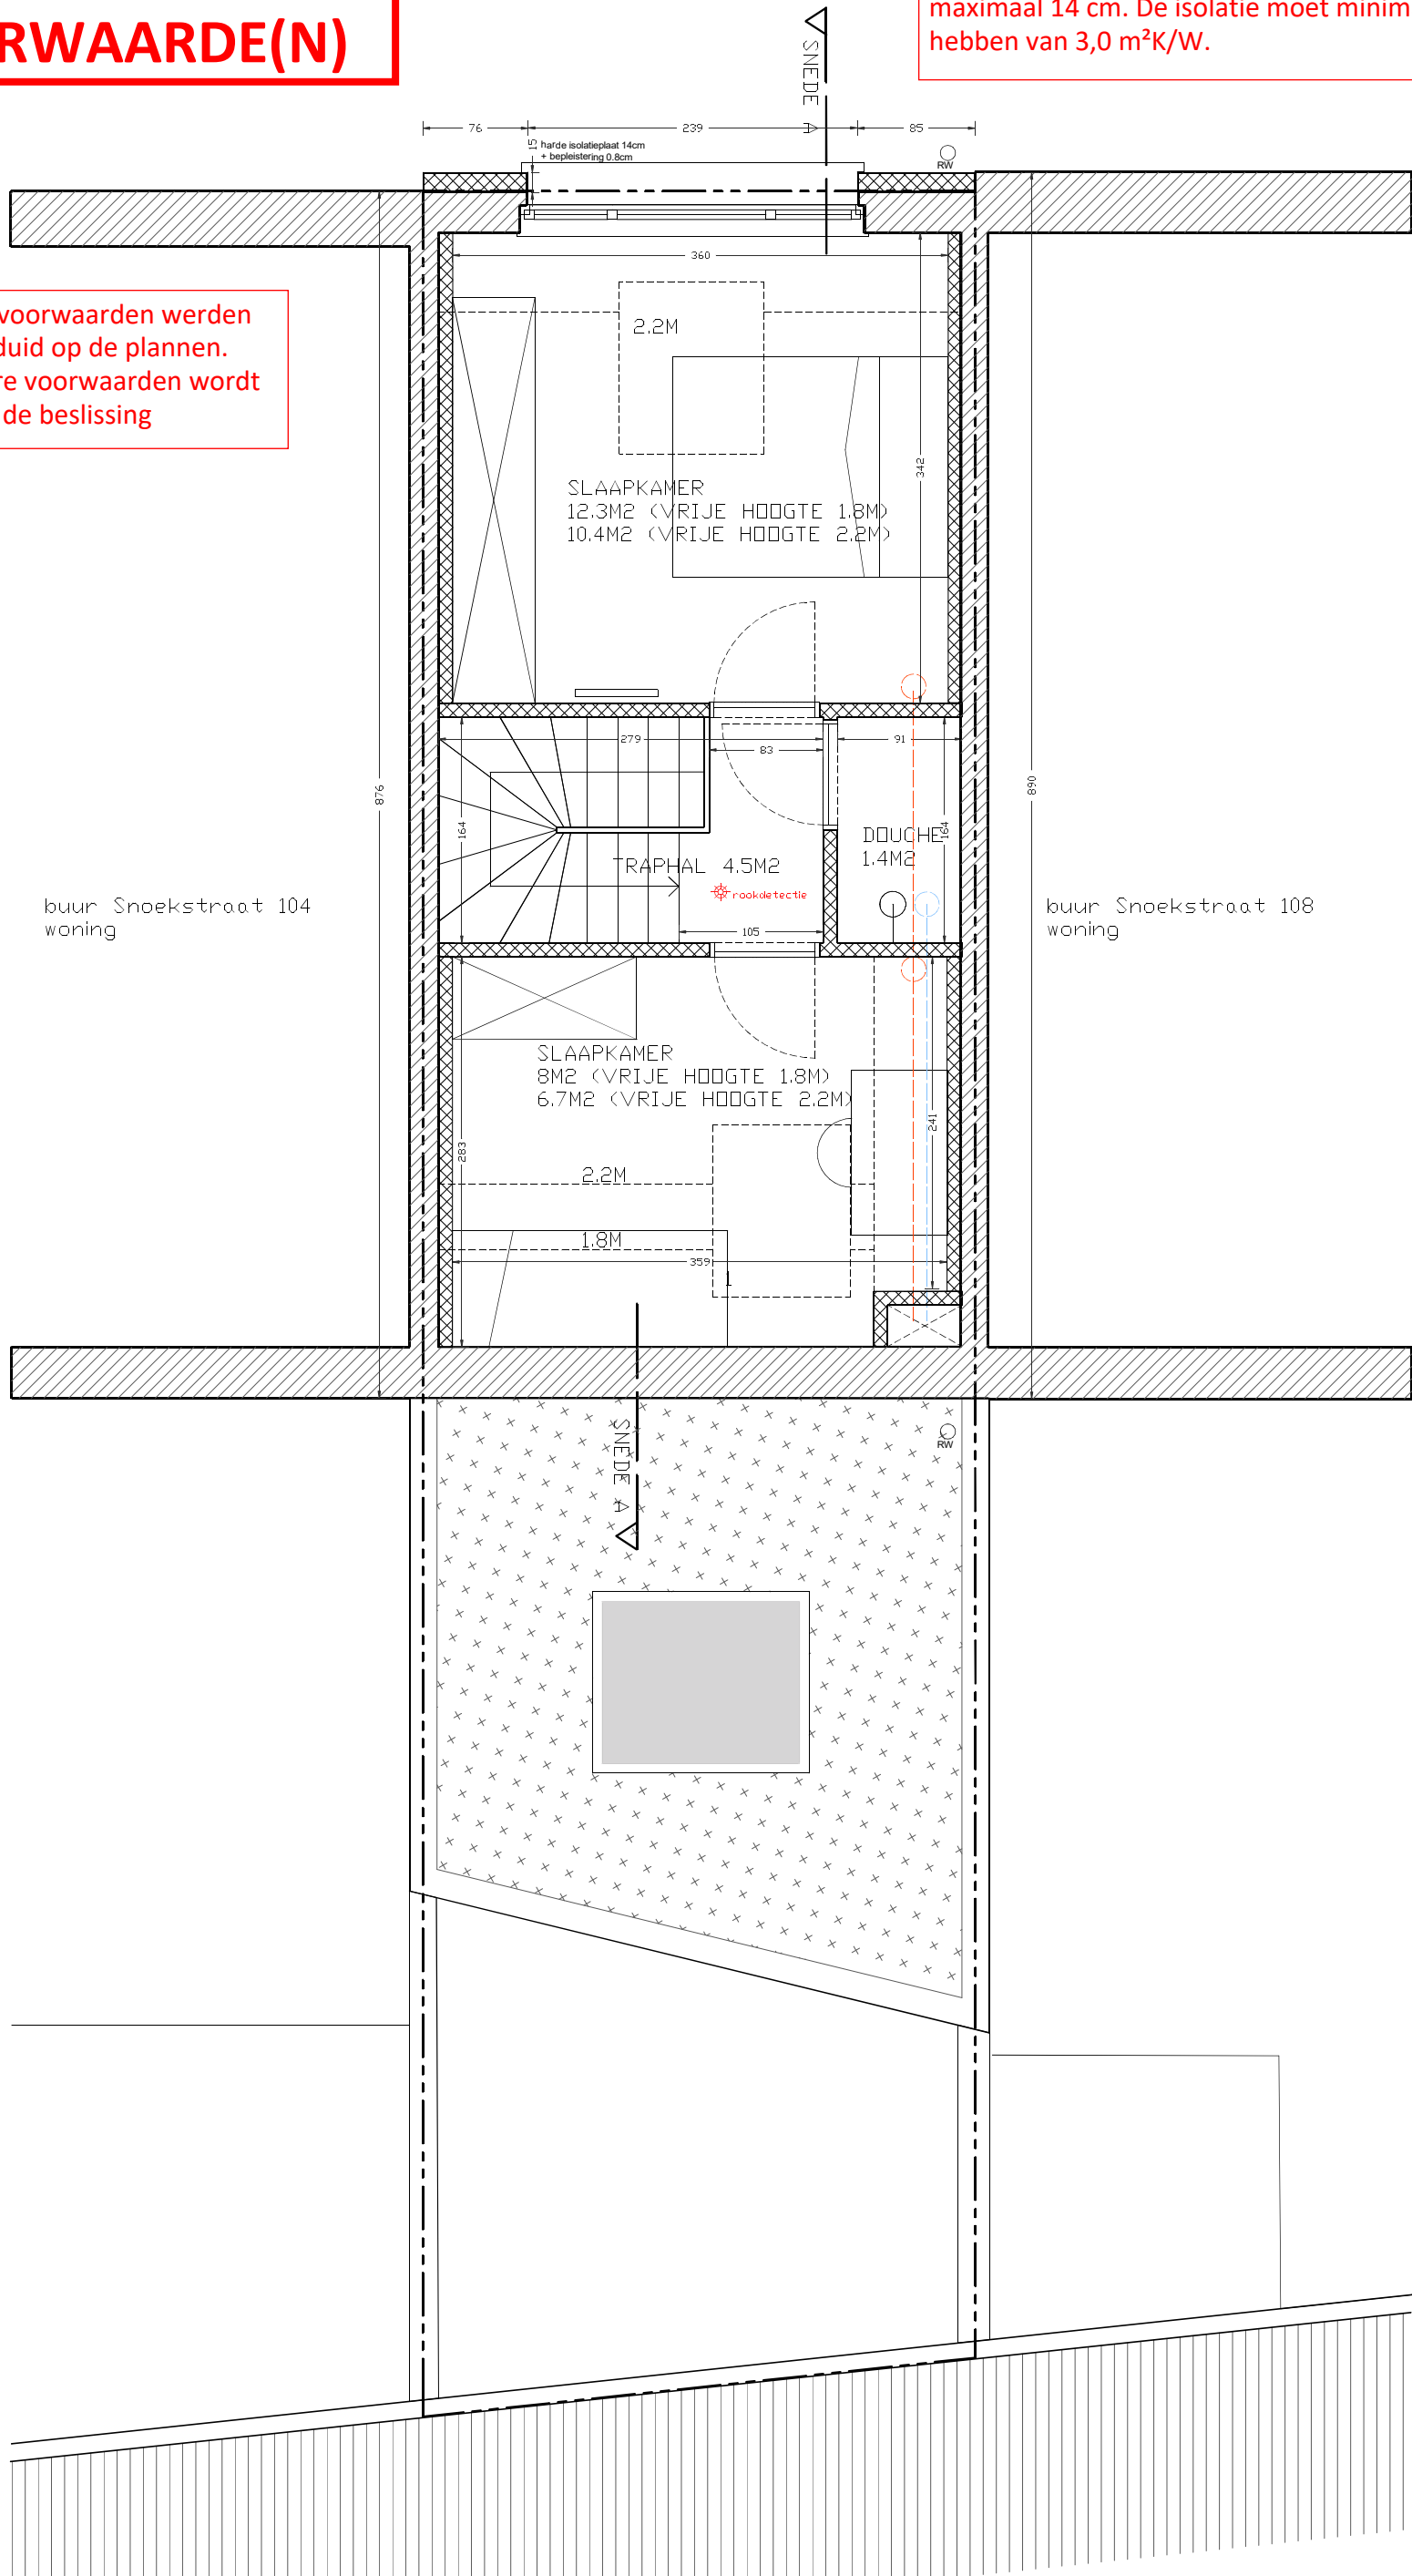 RWAARDE(N)
maximaal 14 cm. De isolatie moet minim
hebben van 3,0 m²K/W.
SNEDE A
76
239
85
15
harde isolatieplaat 14cm
+ bepleistering 0.8cm
RW
360
voorwaarden werden
duid op de plannen.
re voorwaarden wordt
de beslissing
2.2M
342
SLAAPKAMER
12.3M2 (VRIJE HOOGTE 1.8M)
10.4M2 (VRIJE HOOGTE 2.2M)
279
83
91
876
890
164
164
DOUCHE
1.4M2
TRAPHAL 4.5M2
rookdetectie
105
buur Snoekstraat 104
woning
buur Snoekstraat 108
woning
SLAAPKAMER
8M2 (VRIJE HOOGTE 1.8M)
6.7M2 (VRIJE HOOGTE 2.2M)
241
283
2.2M
1.8M
359
1
SNEDE A
RW